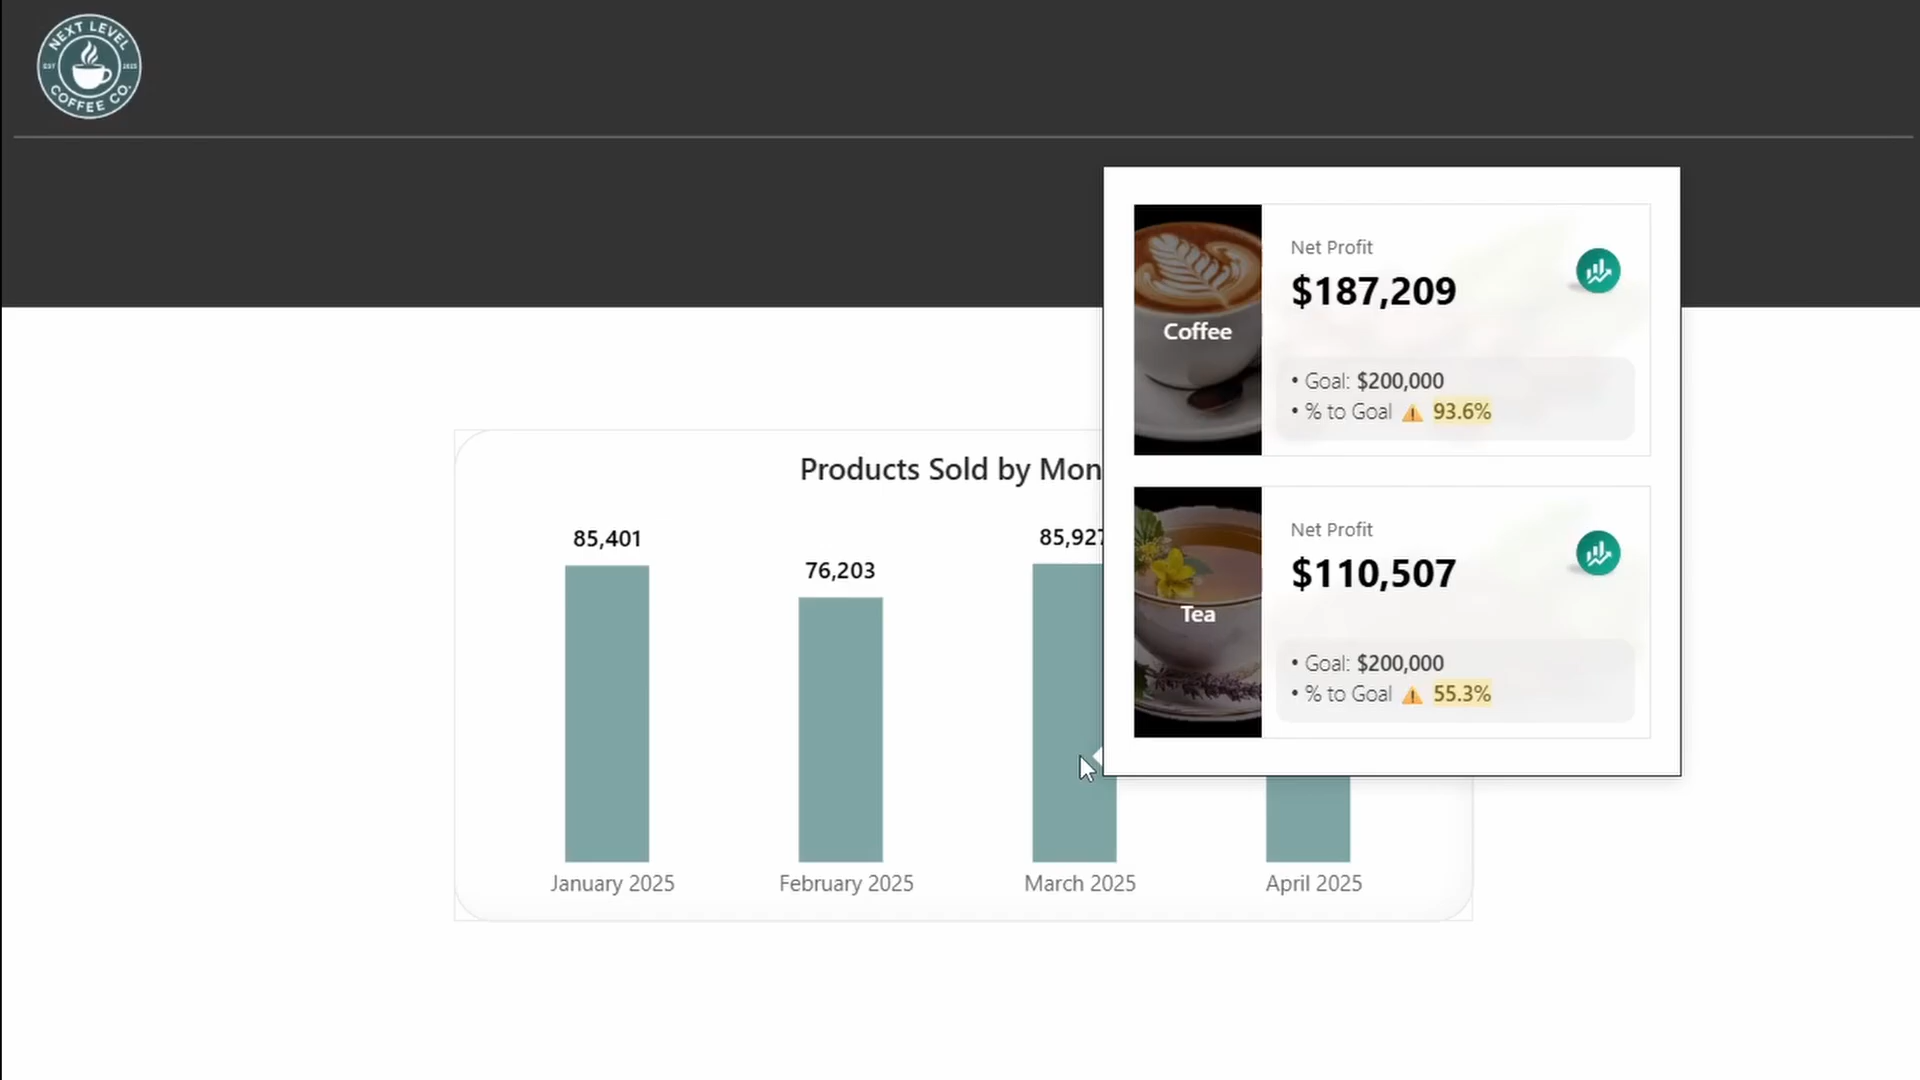 NEXT LEVEL
EST 2025
COFFEE CO.
Products Sold by Mon
85,401
76,203
85,927
January 2025
February 2025
March 2025
April 2025
Coffee
Net Profit
$187,209
• Goal: $200,000
• % to Goal ⚠ 93.6%
Tea
Net Profit
$110,507
• Goal: $200,000
• % to Goal ⚠ 55.3%